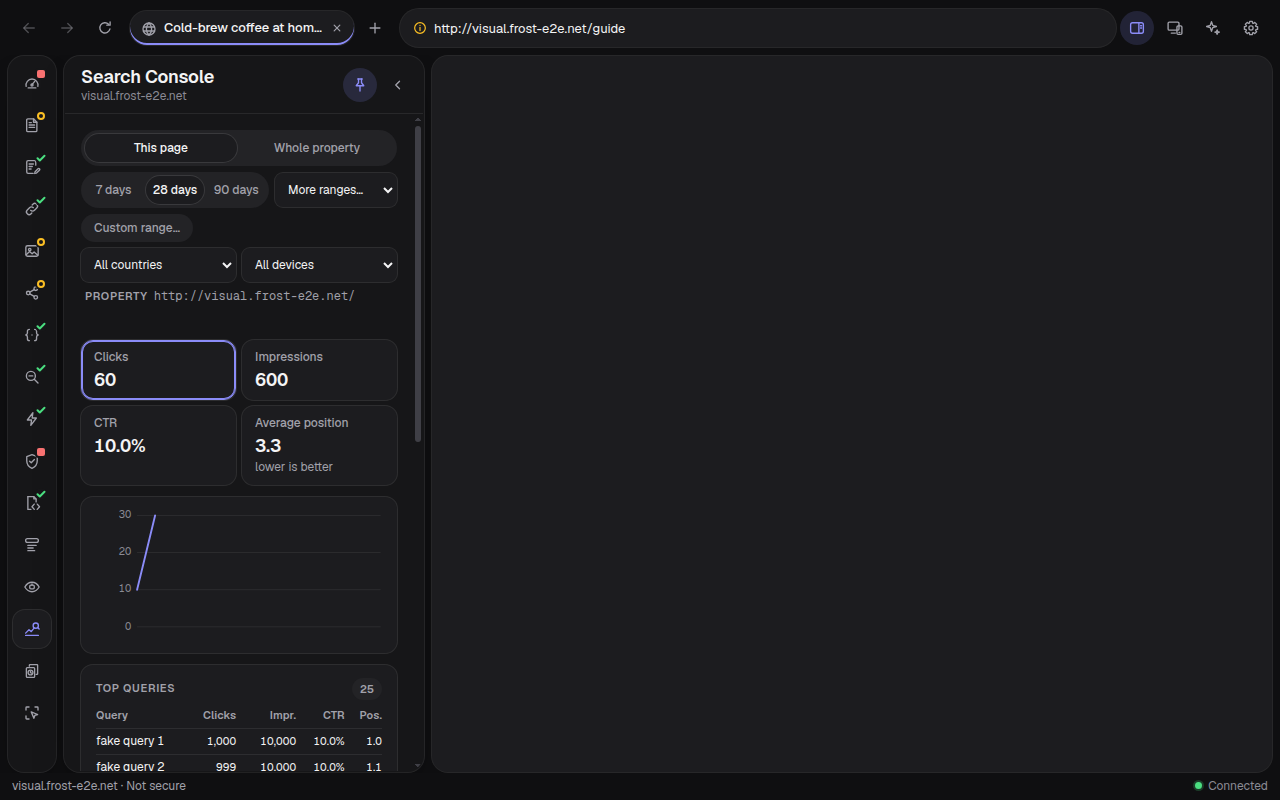 Cold-brew coffee at hom...
http://visual.frost-e2e.net/guide
Search Console
visual.frost-e2e.net
This page
Whole property
7 days
28 days
90 days
More ranges...
Custom range...
All countries
All devices
PROPERTY http://visual.frost-e2e.net/
Clicks
60
Impressions
600
CTR
10.0%
Average position
3.3
lower is better
30
20
10
0
TOP QUERIES
25
Query Clicks Impr. CTR Pos.
fake query 1 1,000 10,000 10.0% 1.0
fake query 2 999 10,000 10.0% 1.1
visual.frost-e2e.net · Not secure
Connected